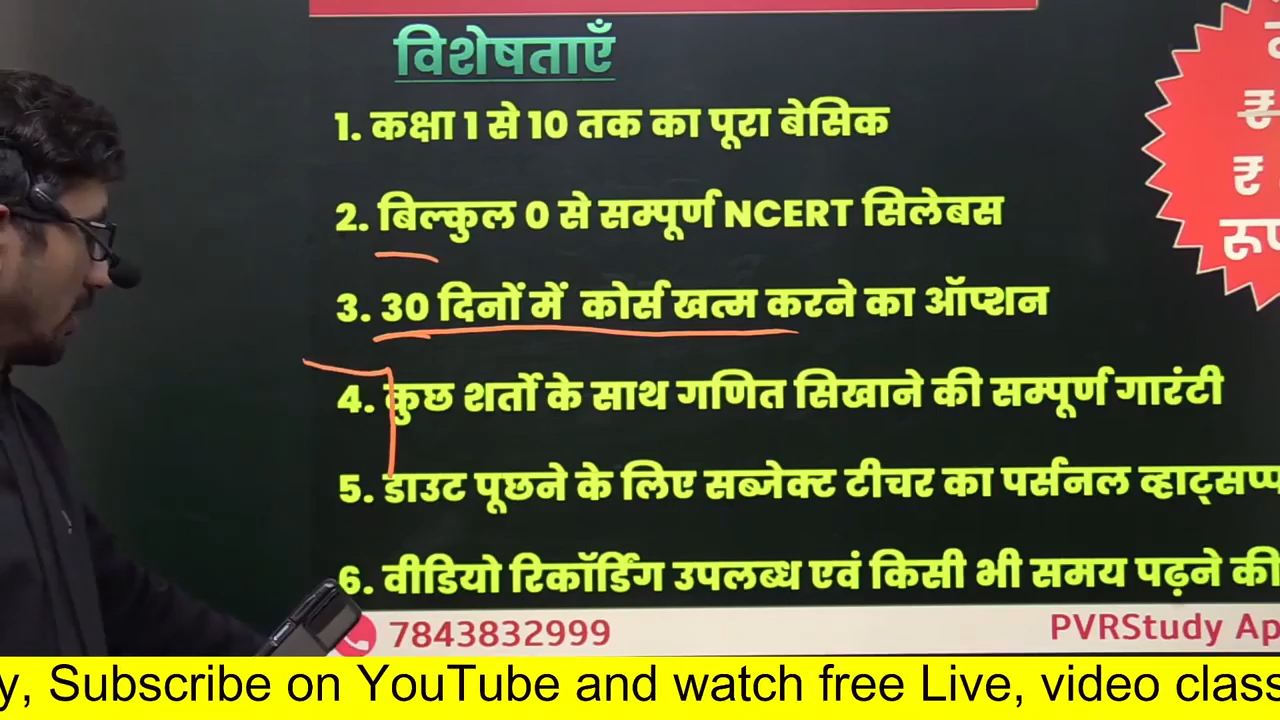 विशेषताएँ
1. कक्षा 1 से 10 तक का पूरा बेसिक
2. बिल्कुल 0 से सम्पूर्ण NCERT सिलेबस
3. 30 दिनों में कोर्स खत्म करने का ऑप्शन
4. कुछ शर्तो के साथ गणित सिखाने की सम्पूर्ण गारंटी
5. डाउट पूछने के लिए सब्जेक्ट टीचर का पर्सनल
6. वीडियो रिकॉर्डिंग उपलब्ध एवं किसी भी समय पढ़ने की
₹
₹
7843832999
PVRStudy
y, Subscribe on YouTube and watch free Live, video class